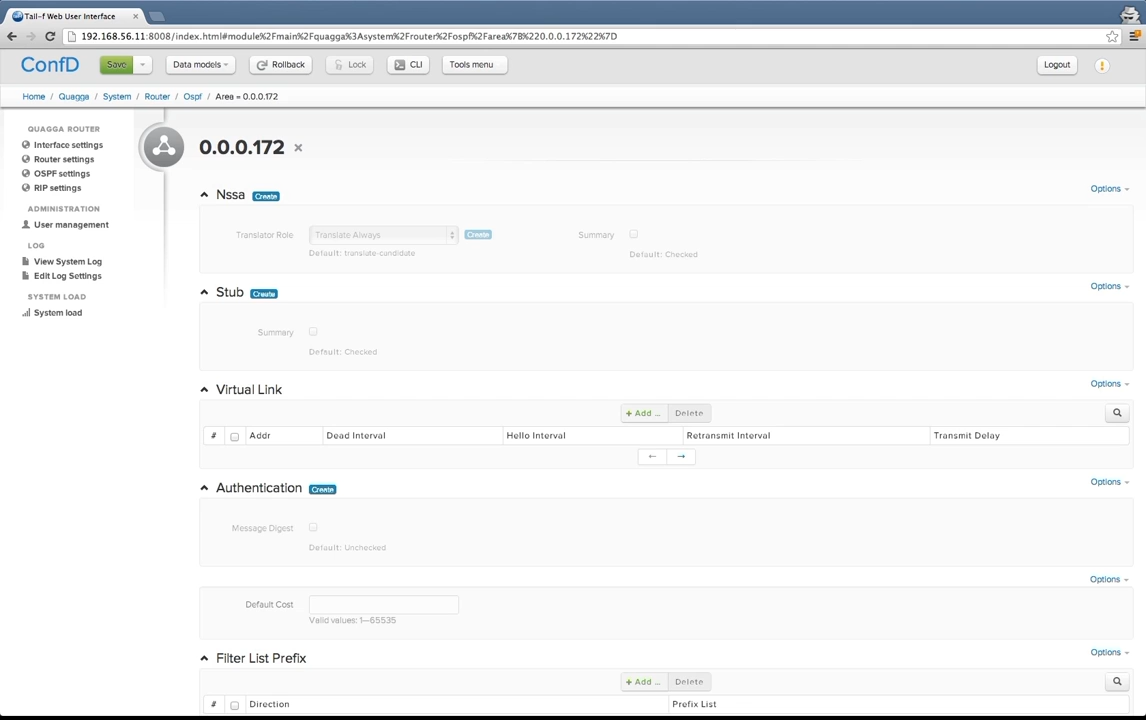 Tail-f Web User Interface
192.168.56.11:8008/index.html#module%2Fmain%2Fquagga%3Asystem%2Frouter%2Fospf%2Farea%7B%220.0.0.172%22%7D
ConfD Save Data models Rollback Lock CLI Tools menu Logout
Home / Quagga / System / Router / Ospf / Area = 0.0.0.172
QUAGGA ROUTER
Interface settings
Router settings
OSPF settings
RIP settings
ADMINISTRATION
User management
LOG
View System Log
Edit Log Settings
SYSTEM LOAD
System load
0.0.0.172
Nssa Create Options
Translator Role Translate Always Create Summary
Default: translate-candidate Default: Checked
Stub Create Options
Summary
Default: Checked
Virtual Link Options
+ Add ... Delete
# Addr Dead Interval Hello Interval Retransmit Interval Transmit Delay
← →
Authentication Create Options
Message Digest
Default: Unchecked
Options
Default Cost
Valid values: 1—65535
Filter List Prefix Options
+ Add ... Delete
# Direction Prefix List